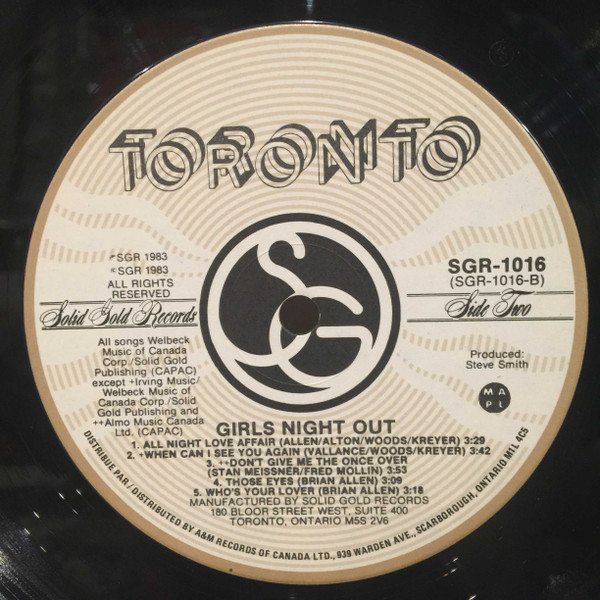 TORONTO
℗SGR 1983
©SGR 1983
ALL RIGHTS
RESERVED
Solid Gold Records
SG
SGR-1016
(SGR-1016-B)
Side Two
All songs Welbeck
Music of Canada
Corp./Solid Gold
Publishing (CAPAC)
except +Irving Music/
Welbeck Music of
Canada Corp./Solid
Gold Publishing and
++Almo Music Canada
Ltd. (CAPAC)
Produced:
Steve Smith
MAPL
GIRLS NIGHT OUT
1. ALL NIGHT LOVE AFFAIR (ALLEN/ALTON/WOODS/KREYER) 3:29
2. +WHEN CAN I SEE YOU AGAIN (VALLANCE/WOODS/KREYER) 3:42
3. ++DON'T GIVE ME THE ONCE OVER
(STAN MEISSNER/FRED MOLLIN) 3:53
4. THOSE EYES (BRIAN ALLEN) 3:09
5. WHO'S YOUR LOVER (BRIAN ALLEN) 3:18
MANUFACTURED BY SOLID GOLD RECORDS
180 BLOOR STREET WEST, SUITE 400
TORONTO, ONTARIO M5S 2V6
DISTRIBUE PAR / DISTRIBUTED BY A&M RECORDS OF CANADA LTD., 939 WARDEN AVE., SCARBOROUGH, ONTARIO M1L 4C5